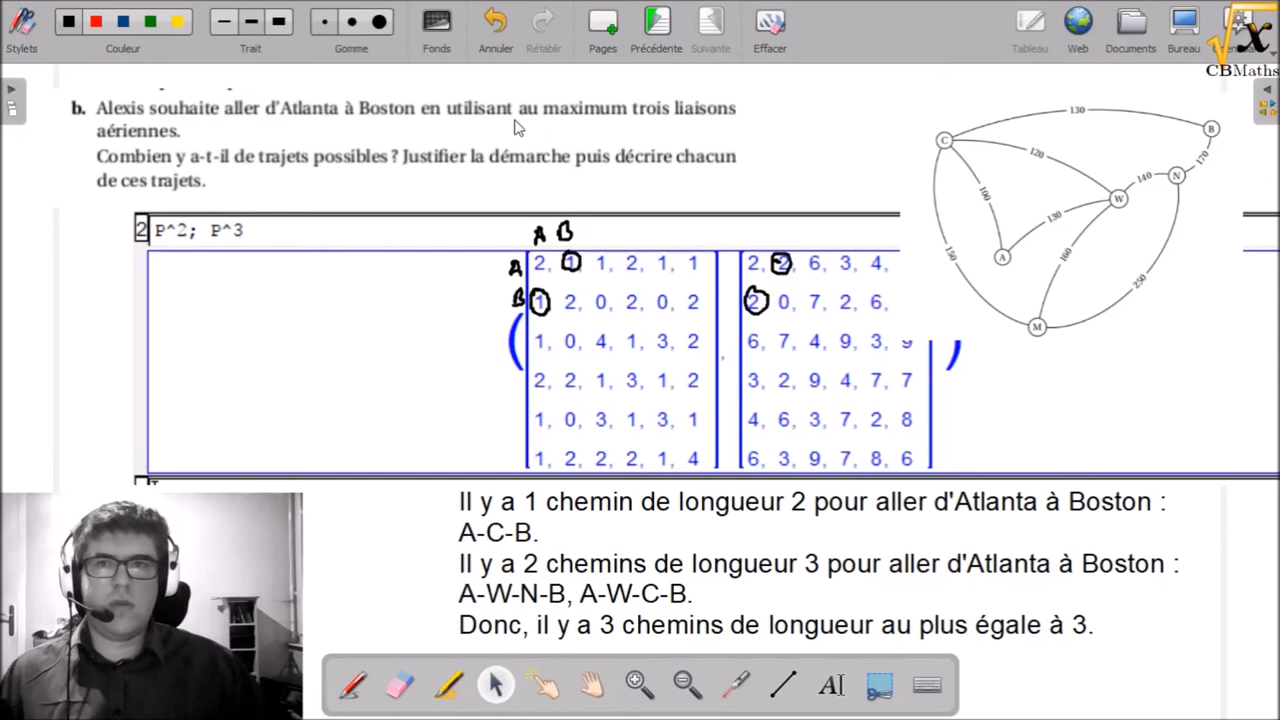 Stylets Couleur Trait Gomme Fonds Annuler Rétablir Pages Précédente Suivante Effacer Tableau Web Documents Bureau
CBMaths
b. Alexis souhaite aller d'Atlanta à Boston en utilisant au maximum trois liaisons
aériennes.
Combien y a-t-il de trajets possibles ? Justifier la démarche puis décrire chacun
de ces trajets.
130
B
C
120
170
140
N
100
W
130
150
A
160
250
M
2 P^2; P^3
A B
A 2, 1, 1, 2, 1, 1 2, 2, 6, 3, 4,
B 1, 2, 0, 2, 0, 2 2, 0, 7, 2, 6,
( 1, 0, 4, 1, 3, 2 , 6, 7, 4, 9, 3, 9 )
2, 2, 1, 3, 1, 2 3, 2, 9, 4, 7, 7
1, 0, 3, 1, 3, 1 4, 6, 3, 7, 2, 8
1, 2, 2, 2, 1, 4 6, 3, 9, 7, 8, 6
Il y a 1 chemin de longueur 2 pour aller d'Atlanta à Boston :
A-C-B.
Il y a 2 chemins de longueur 3 pour aller d'Atlanta à Boston :
A-W-N-B, A-W-C-B.
Donc, il y a 3 chemins de longueur au plus égale à 3.
AI